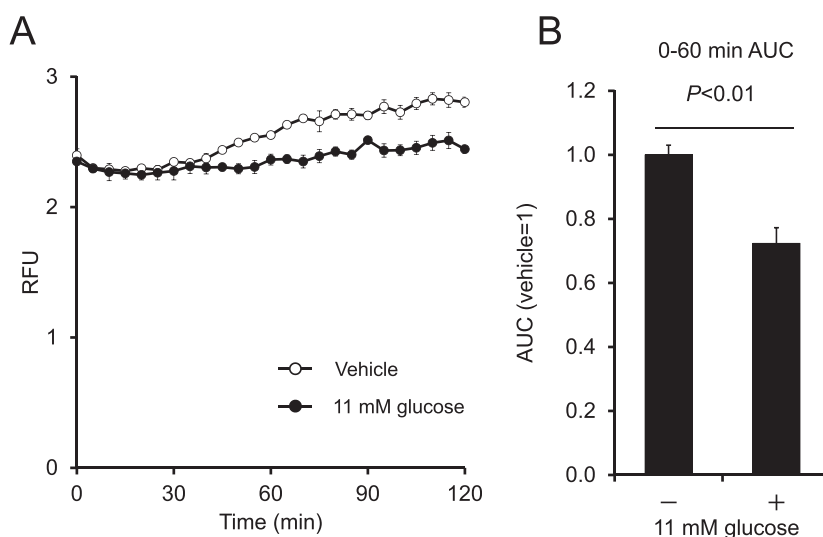 A
3
2
1
0
RFU
0
30
60
90
120
Time (min)
Vehicle
11 mM glucose
B
0-60 min AUC
P<0.01
1.2
1.0
0.8
0.6
0.4
0.2
0.0
AUC (vehicle=1)
− +
11 mM glucose